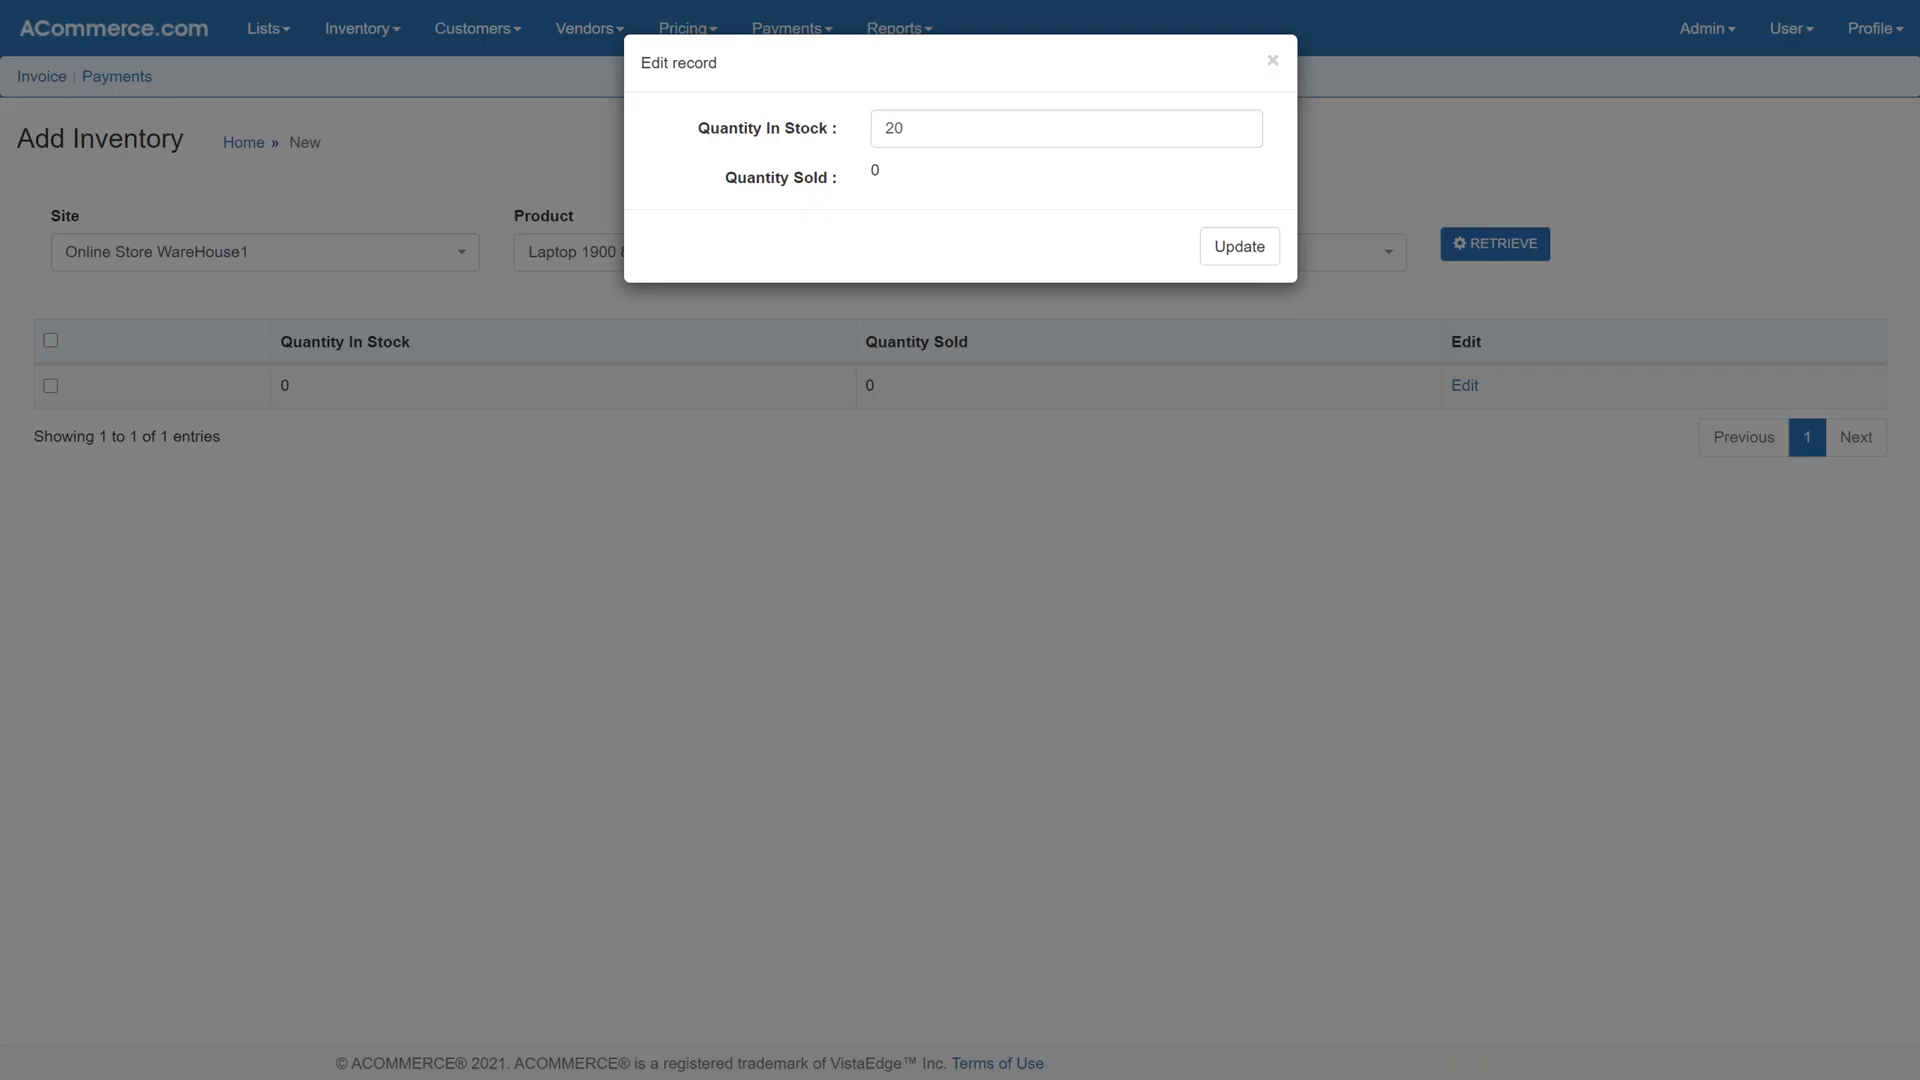 ACommerce.com Lists Inventory Customers Vendors Pricing Payments Reports Admin User Profile
Invoice | Payments
Edit record ×
Quantity In Stock : 20
Quantity Sold : 0
Update
Add Inventory Home » New
Site Product
Online Store WareHouse1 Laptop 1900 RETRIEVE
Quantity In Stock Quantity Sold Edit
0 0 Edit
Showing 1 to 1 of 1 entries Previous 1 Next
© ACOMMERCE® 2021. ACOMMERCE® is a registered trademark of VistaEdge™ Inc. Terms of Use